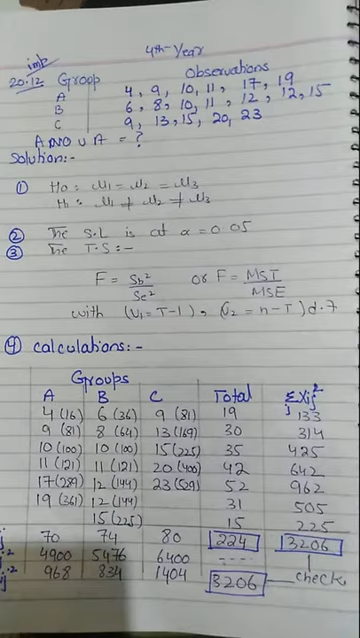 4th-Year
imp
20.12 Group Observations
A 4, 9, 10, 11, 17, 19
B 6, 8, 10, 11, 12, 12, 15
C 9, 13, 15, 20, 23
ANOVA = ?
Solution:-
① H₀: μ₁ = μ₂ = μ₃
H₁: μ₁ ≠ μ₂ ≠ μ₃
② The S.L is at α = 0.05
③ The T.S:-
F = Sb²/Se² or F = MST/MSE
with (υ₁ = T-1), (υ₂ = n-T) d.f
④ Calculations:-
Groups
A B C Total ΣXij²
j
4 (16) 6 (36) 9 (81) 19 133
9 (81) 8 (64) 13 (169) 30 314
10 (100) 10 (100) 15 (225) 35 425
11 (121) 11 (121) 20 (400) 42 642
17 (289) 12 (144) 23 (529) 52 962
19 (361) 12 (144) 31 505
15 (225) 15 225
j 70 74 80 224 3206
j.² 4900 5476 6400 ----
ij² 968 834 1404 3206 check